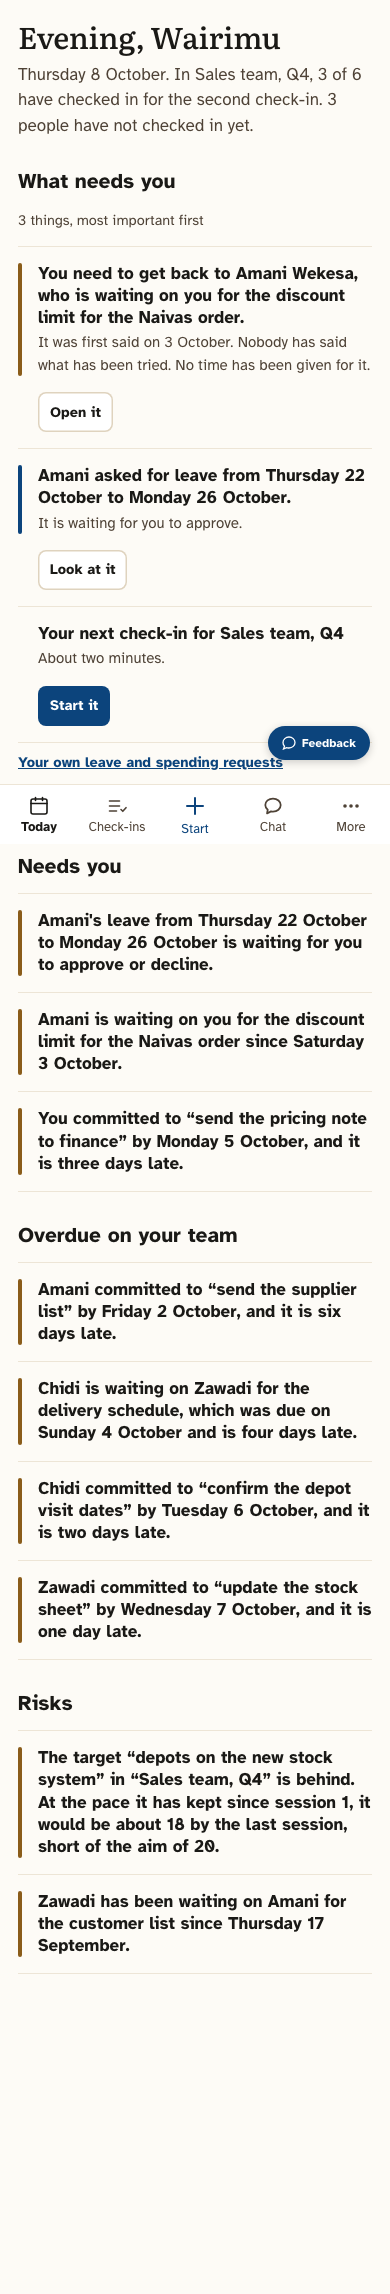 Evening, Wairimu
Thursday 8 October. In Sales team, Q4, 3 of 6
have checked in for the second check-in. 3
people have not checked in yet.
What needs you
3 things, most important first
You need to get back to Amani Wekesa,
who is waiting on you for the discount
limit for the Naivas order.
It was first said on 3 October. Nobody has said
what has been tried. No time has been given for it.
Open it
Amani asked for leave from Thursday 22
October to Monday 26 October.
It is waiting for you to approve.
Look at it
Your next check-in for Sales team, Q4
About two minutes.
Start it
Feedback
Your own leave and spending requests
Today
Check-ins
Start
Chat
More
Needs you
Amani's leave from Thursday 22 October
to Monday 26 October is waiting for you
to approve or decline.
Amani is waiting on you for the discount
limit for the Naivas order since Saturday
3 October.
You committed to “send the pricing note
to finance” by Monday 5 October, and it
is three days late.
Overdue on your team
Amani committed to “send the supplier
list” by Friday 2 October, and it is six
days late.
Chidi is waiting on Zawadi for the
delivery schedule, which was due on
Sunday 4 October and is four days late.
Chidi committed to “confirm the depot
visit dates” by Tuesday 6 October, and it
is two days late.
Zawadi committed to “update the stock
sheet” by Wednesday 7 October, and it is
one day late.
Risks
The target “depots on the new stock
system” in “Sales team, Q4” is behind.
At the pace it has kept since session 1, it
would be about 18 by the last session,
short of the aim of 20.
Zawadi has been waiting on Amani for
the customer list since Thursday 17
September.